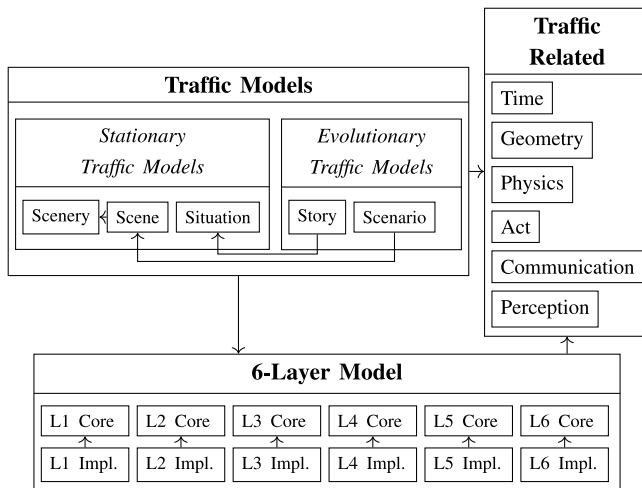 Traffic Models
Stationary
Traffic Models
Scenery
Scene
Situation
Evolutionary
Traffic Models
Story
Scenario
Traffic
Related
Time
Geometry
Physics
Act
Communication
Perception
6-Layer Model
L1 Core
L2 Core
L3 Core
L4 Core
L5 Core
L6 Core
L1 Impl.
L2 Impl.
L3 Impl.
L4 Impl.
L5 Impl.
L6 Impl.